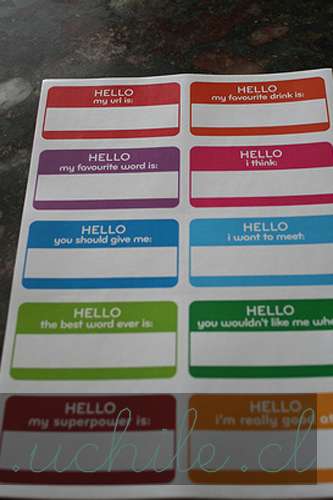 HELLO
my url is:
HELLO
my favourite drink is:
HELLO
my favourite word is:
HELLO
i think:
HELLO
you should give me:
HELLO
i want to meet:
HELLO
the best word ever is:
HELLO
you wouldn't like me whe
HELLO
my superpower is:
HELLO
i'm really good at
.uchile.cl